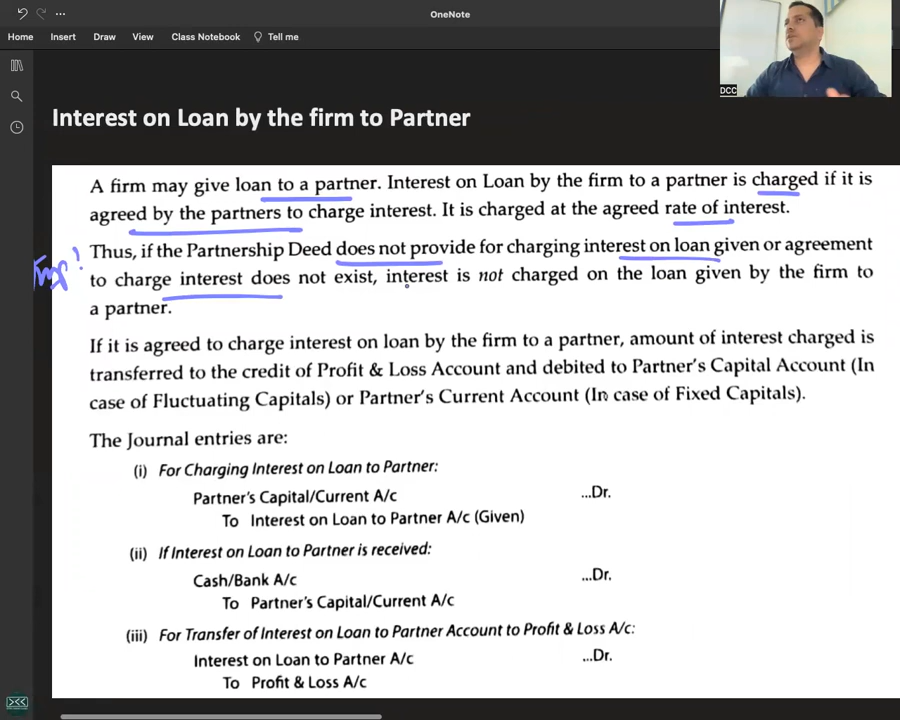 OneNote
Home Insert Draw View Class Notebook Tell me
DCC
Interest on Loan by the firm to Partner
A firm may give loan to a partner. Interest on Loan by the firm to a partner is charged if it is
agreed by the partners to charge interest. It is charged at the agreed rate of interest.
Thus, if the Partnership Deed does not provide for charging interest on loan given or agreement
Imp!
to charge interest does not exist, interest is not charged on the loan given by the firm to
a partner.
If it is agreed to charge interest on loan by the firm to a partner, amount of interest charged is
transferred to the credit of Profit & Loss Account and debited to Partner's Capital Account (In
case of Fluctuating Capitals) or Partner's Current Account (In case of Fixed Capitals).
The Journal entries are:
(i) For Charging Interest on Loan to Partner:
Partner's Capital/Current A/c ...Dr.
To Interest on Loan to Partner A/c (Given)
(ii) If Interest on Loan to Partner is received:
Cash/Bank A/c ...Dr.
To Partner's Capital/Current A/c
(iii) For Transfer of Interest on Loan to Partner Account to Profit & Loss A/c:
Interest on Loan to Partner A/c ...Dr.
To Profit & Loss A/c